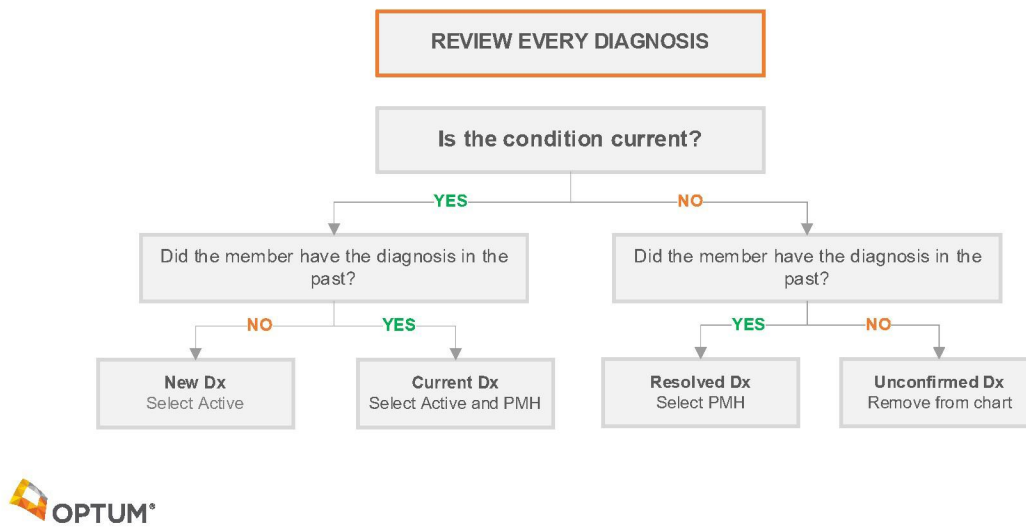 REVIEW EVERY DIAGNOSIS
Is the condition current?
YES
NO
Did the member have the diagnosis in the
past?
Did the member have the diagnosis in the
past?
NO
YES
YES
NO
New Dx
Select Active
Current Dx
Select Active and PMH
Resolved Dx
Select PMH
Unconfirmed Dx
Remove from chart
OPTUM®